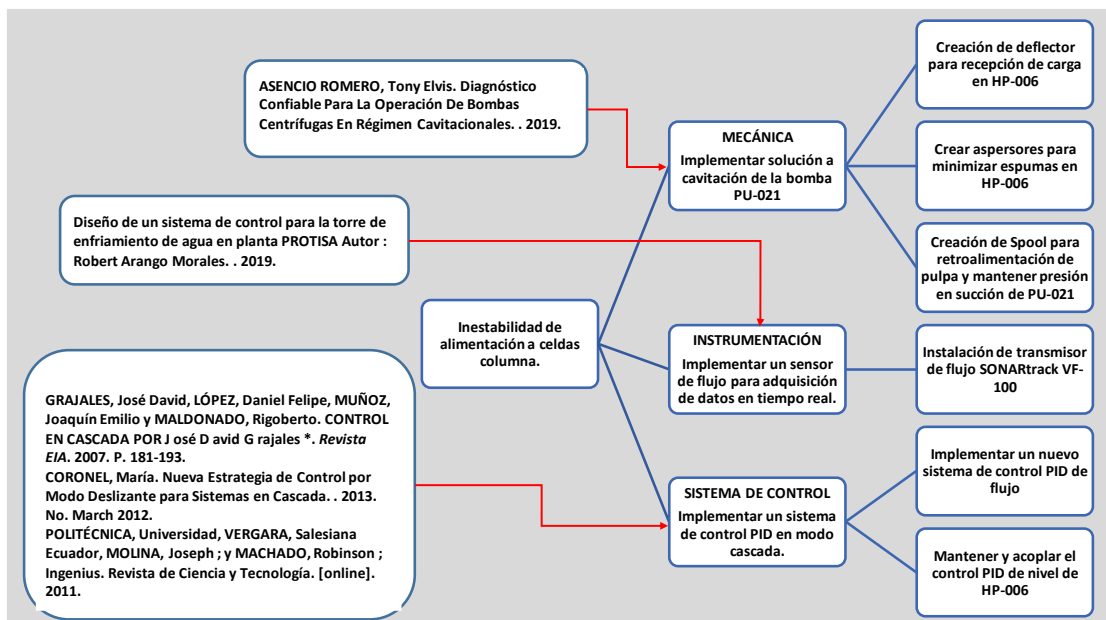 ASENCIO ROMERO, Tony Elvis. Diagnóstico
Confiable Para La Operación De Bombas
Centrífugas En Régimen Cavitacionales. . 2019.
Diseño de un sistema de control para la torre de
enfriamiento de agua en planta PROTISA Autor :
Robert Arango Morales. . 2019.
GRAJALES, José David, LÓPEZ, Daniel Felipe, MUÑOZ,
Joaquín Emilio y MALDONADO, Rigoberto. CONTROL
EN CASCADA POR J osé D avid G rajales *. Revista
EIA. 2007. P. 181-193.
CORONEL, María. Nueva Estrategia de Control por
Modo Deslizante para Sistemas en Cascada. . 2013.
No. March 2012.
POLITÉCNICA, Universidad, VERGARA, Salesiana
Ecuador, MOLINA, Joseph ; y MACHADO, Robinson ;
Ingenius. Revista de Ciencia y Tecnología. [online].
2011.
Inestabilidad de
alimentación a celdas
columna.
MECÁNICA
Implementar solución a
cavitación de la bomba
PU-021
INSTRUMENTACIÓN
Implementar un sensor
de flujo para adquisición
de datos en tiempo real.
SISTEMA DE CONTROL
Implementar un sistema
de control PID en modo
cascada.
Creación de deflector
para recepción de carga
en HP-006
Crear aspersores para
minimizar espumas en
HP-006
Creación de Spool para
retroalimentación de
pulpa y mantener presión
en succión de PU-021
Instalación de transmisor
de flujo SONARtrack VF-
100
Implementar un nuevo
sistema de control PID de
flujo
Mantener y acoplar el
control PID de nivel de
HP-006